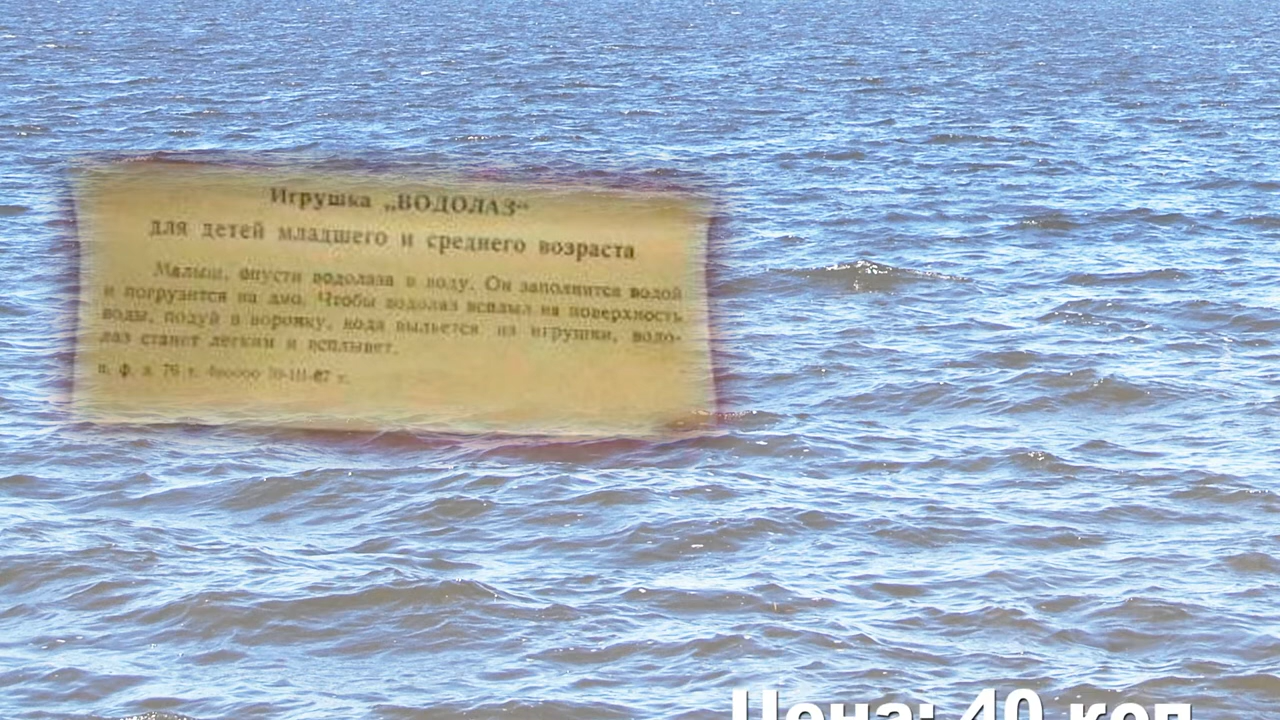 Игрушка „ВОДОЛАЗ“
для детей младшего и среднего возраста
Малыш, опусти водолаза в воду. Он заполнится водой
и погрузится на дно. Чтобы водолаз всплыл на поверхность
воды, подуй в воронку, вода выльется из игрушки, водо-
лаз станет легким и всплывет.
п. ф. з. 76 т.
Цена: 40 коп